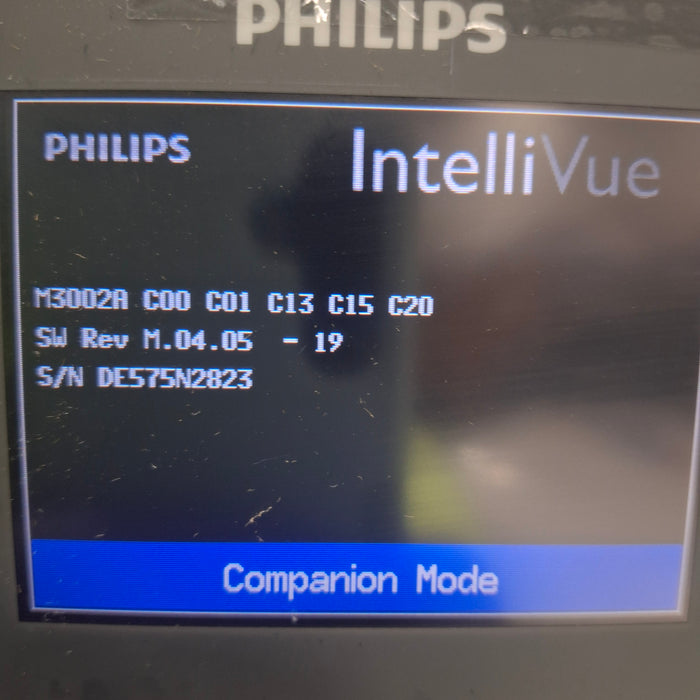 PHILIPS
PHILIPS IntelliVue
M3002A C00 C01 C13 C15 C20
SW Rev M.04.05 - 19
S/N DE575N2823
Companion Mode